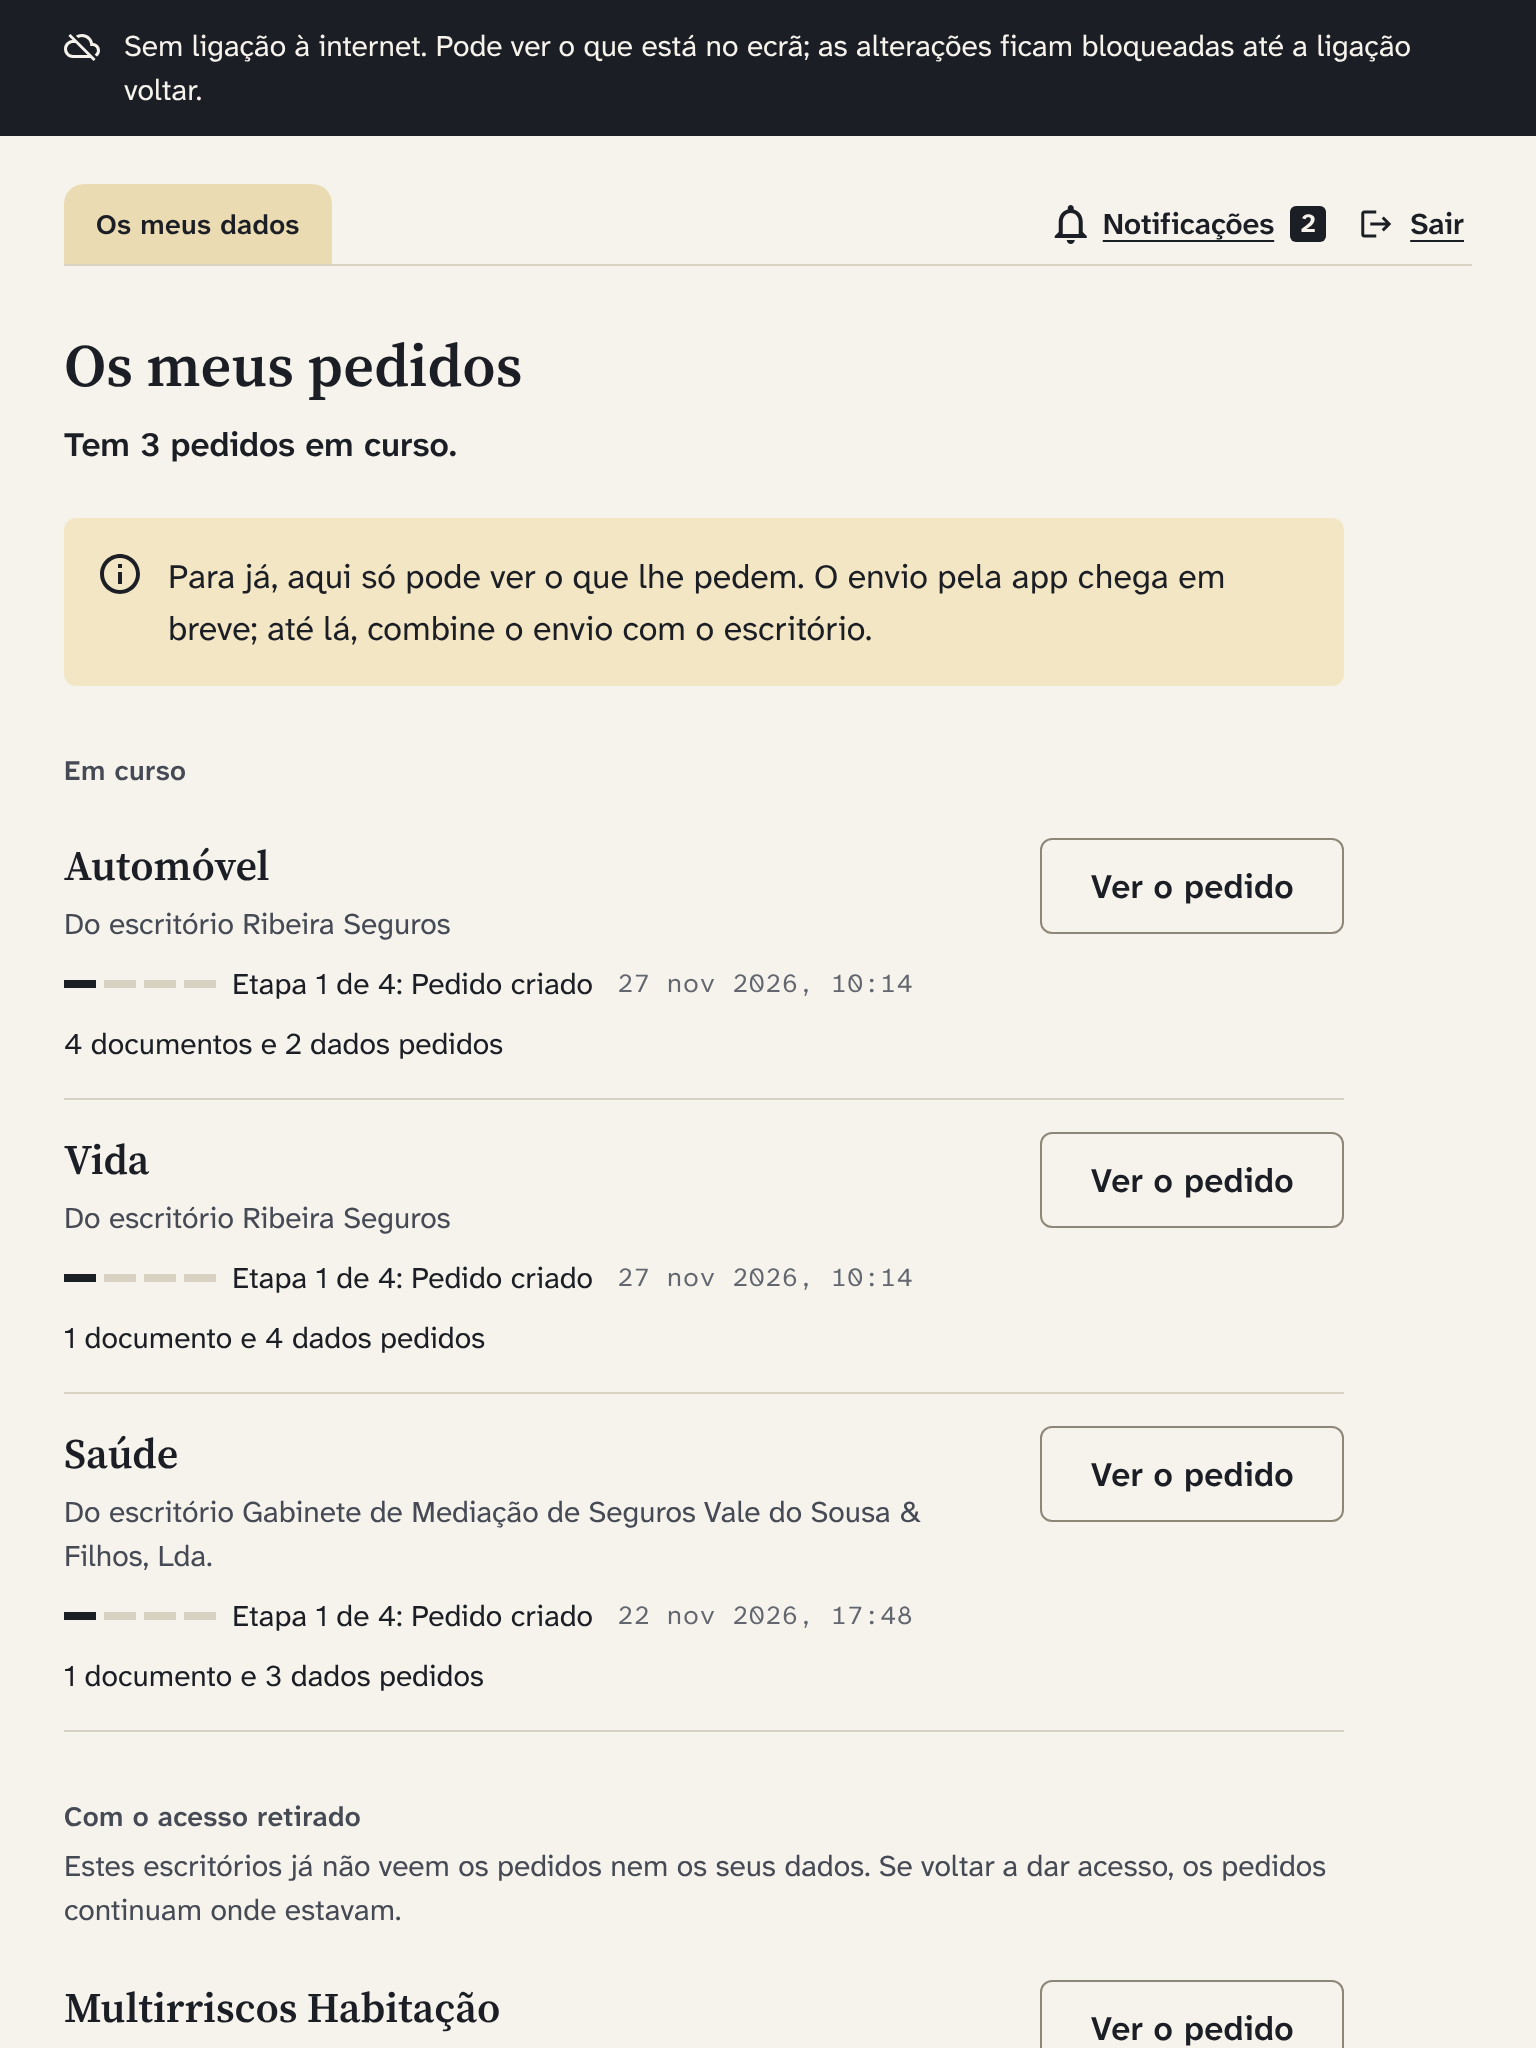 Sem ligação à internet. Pode ver o que está no ecrã; as alterações ficam bloqueadas até a ligação
voltar.
Os meus dados
Notificações 2
Sair
Os meus pedidos
Tem 3 pedidos em curso.
Para já, aqui só pode ver o que lhe pedem. O envio pela app chega em
breve; até lá, combine o envio com o escritório.
Em curso
Automóvel
Ver o pedido
Do escritório Ribeira Seguros
Etapa 1 de 4: Pedido criado 27 nov 2026, 10:14
4 documentos e 2 dados pedidos
Vida
Ver o pedido
Do escritório Ribeira Seguros
Etapa 1 de 4: Pedido criado 27 nov 2026, 10:14
1 documento e 4 dados pedidos
Saúde
Ver o pedido
Do escritório Gabinete de Mediação de Seguros Vale do Sousa &
Filhos, Lda.
Etapa 1 de 4: Pedido criado 22 nov 2026, 17:48
1 documento e 3 dados pedidos
Com o acesso retirado
Estes escritórios já não veem os pedidos nem os seus dados. Se voltar a dar acesso, os pedidos
continuam onde estavam.
Multirriscos Habitação
Ver o pedido